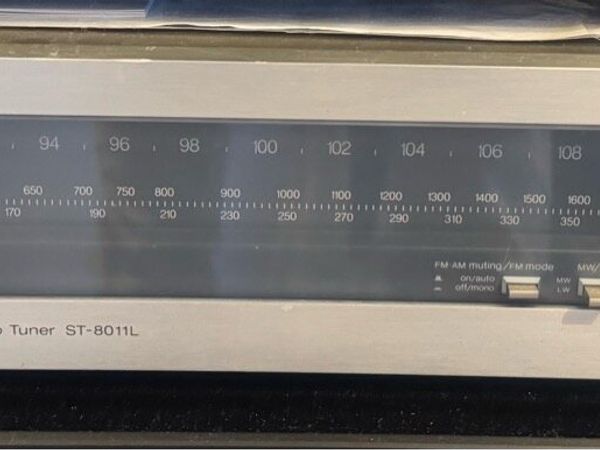 94 96 98 100 102 104 106 108
650 700 750 800 900 1000 1100 1200 1300 1400 1500 1600
170 190 210 230 250 270 290 310 330 350
FM·AM muting/FM mode MW/
on/auto MW
off/mono LW
o Tuner ST-8011L